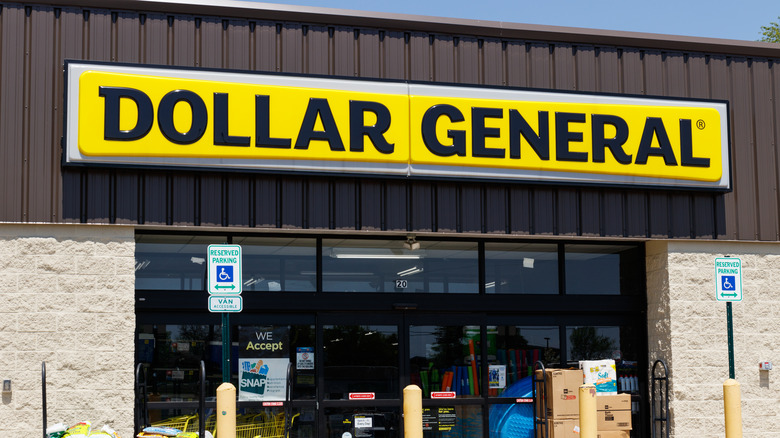 DOLLAR GENERAL®
RESERVED
PARKING
VAN
ACCESSIBLE
20
RESERVED
PARKING
WE
Accept
SNAP